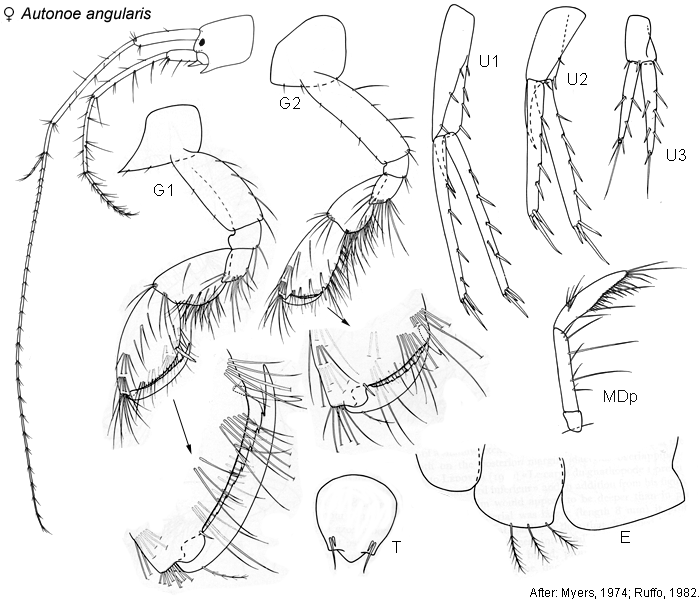 ♀ Autonoe angularis
U1
U2
U3
G2
G1
MDp
T
E
After: Myers, 1974; Ruffo, 1982.